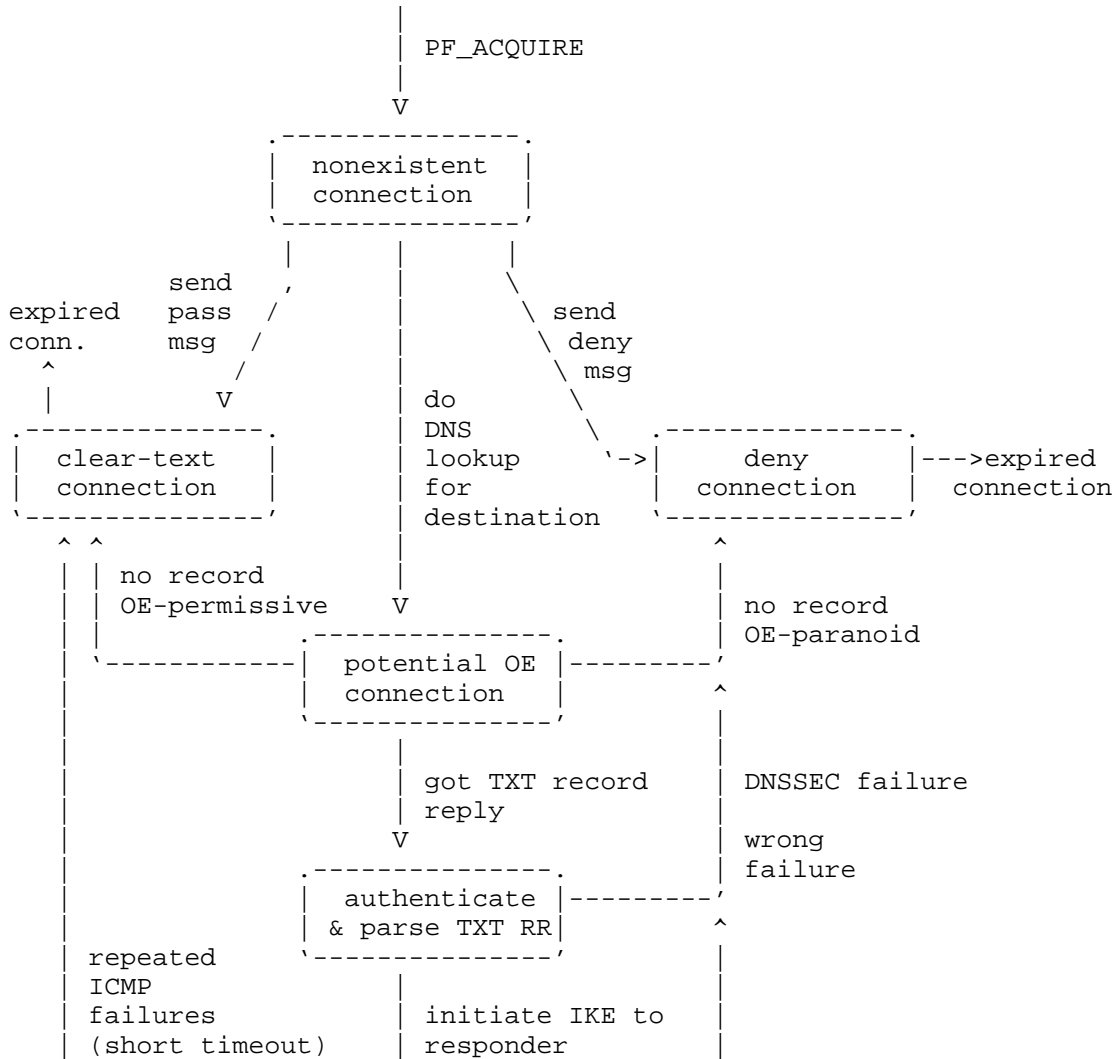 PF_ACQUIRE
nonexistent
connection
send
expired pass send
conn. msg deny
msg
do
DNS
clear-text lookup deny expired
connection for connection connection
destination
no record
OE-permissive no record
OE-paranoid
potential OE
connection
got TXT record DNSSEC failure
reply
wrong
failure
authenticate
& parse TXT RR
repeated
ICMP
failures initiate IKE to
(short timeout) responder